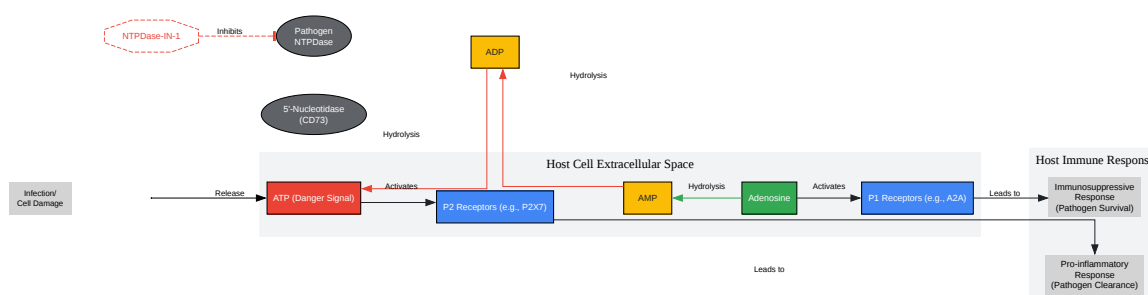 NTPDase-IN-1
Inhibits
Pathogen
NTPDase
ADP
Hydrolysis
5'-Nucleotidase
(CD73)
Hydrolysis
Host Cell Extracellular Space
Host Immune Respons
Infection/
Cell Damage
Release
ATP (Danger Signal)
Activates
P2 Receptors (e.g., P2X7)
AMP
Hydrolysis
Adenosine
Activates
P1 Receptors (e.g., A2A)
Leads to
Immunosuppressive
Response
(Pathogen Survival)
Leads to
Pro-inflammatory
Response
(Pathogen Clearance)